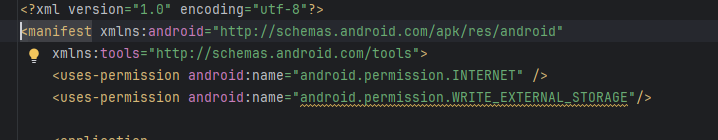 <?xml version="1.0" encoding="utf-8"?>
<manifest xmlns:android="http://schemas.android.com/apk/res/android"
xmlns:tools="http://schemas.android.com/tools">
<uses-permission android:name="android.permission.INTERNET" />
<uses-permission android:name="android.permission.WRITE_EXTERNAL_STORAGE"/>
<application